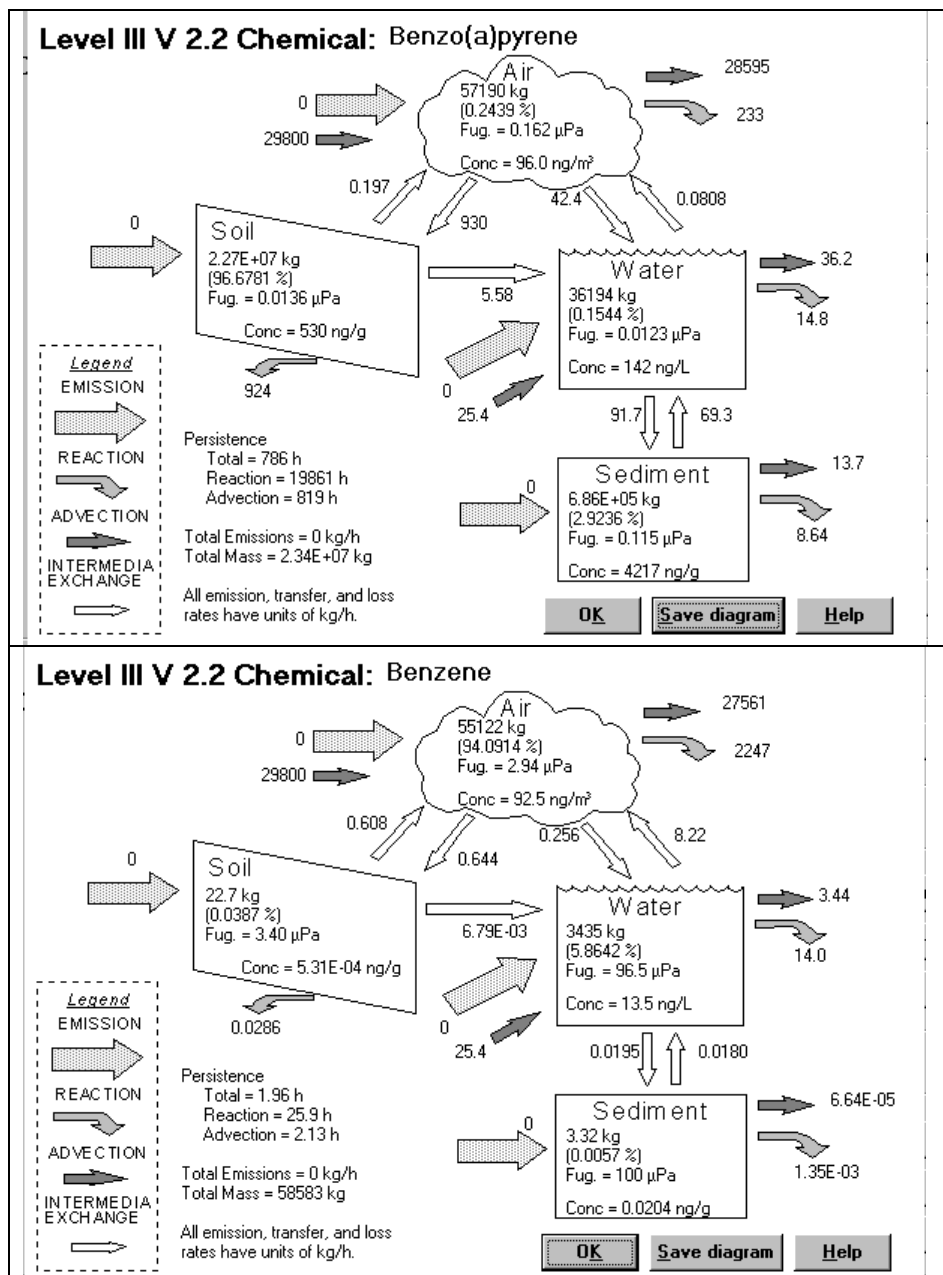 Level III V 2.2 Chemical: Benzo(a)pyrene
Air
57190 kg
(0.2439 %)
Fug. = 0.162 µPa
Conc = 96.0 ng/m³
0
29800
28595
233
0.197
930
42.4
0.0808
0
Soil
2.27E+07 kg
(96.6781 %)
Fug. = 0.0136 µPa
Conc = 530 ng/g
924
5.58
Water
36194 kg
(0.1544 %)
Fug. = 0.0123 µPa
Conc = 142 ng/L
36.2
14.8
0
25.4
91.7
69.3
Legend
EMISSION
REACTION
ADVECTION
INTERMEDIA
EXCHANGE
Persistence
Total = 786 h
Reaction = 19861 h
Advection = 819 h
Total Emissions = 0 kg/h
Total Mass = 2.34E+07 kg
All emission, transfer, and loss
rates have units of kg/h.
0
Sediment
6.86E+05 kg
(2.9236 %)
Fug. = 0.115 µPa
Conc = 4217 ng/g
13.7
8.64
OK
Save diagram
Help
Level III V 2.2 Chemical: Benzene
Air
55122 kg
(94.0914 %)
Fug. = 2.94 µPa
Conc = 92.5 ng/m³
0
29800
27561
2247
0.608
0.644
0.256
8.22
0
Soil
22.7 kg
(0.0387 %)
Fug. = 3.40 µPa
Conc = 5.31E-04 ng/g
0.0286
6.79E-03
Water
3435 kg
(5.8642 %)
Fug. = 96.5 µPa
Conc = 13.5 ng/L
3.44
14.0
0
25.4
0.0195
0.0180
Legend
EMISSION
REACTION
ADVECTION
INTERMEDIA
EXCHANGE
Persistence
Total = 1.96 h
Reaction = 25.9 h
Advection = 2.13 h
Total Emissions = 0 kg/h
Total Mass = 58583 kg
All emission, transfer, and loss
rates have units of kg/h.
0
Sediment
3.32 kg
(0.0057 %)
Fug. = 100 µPa
Conc = 0.0204 ng/g
6.64E-05
1.35E-03
OK
Save diagram
Help